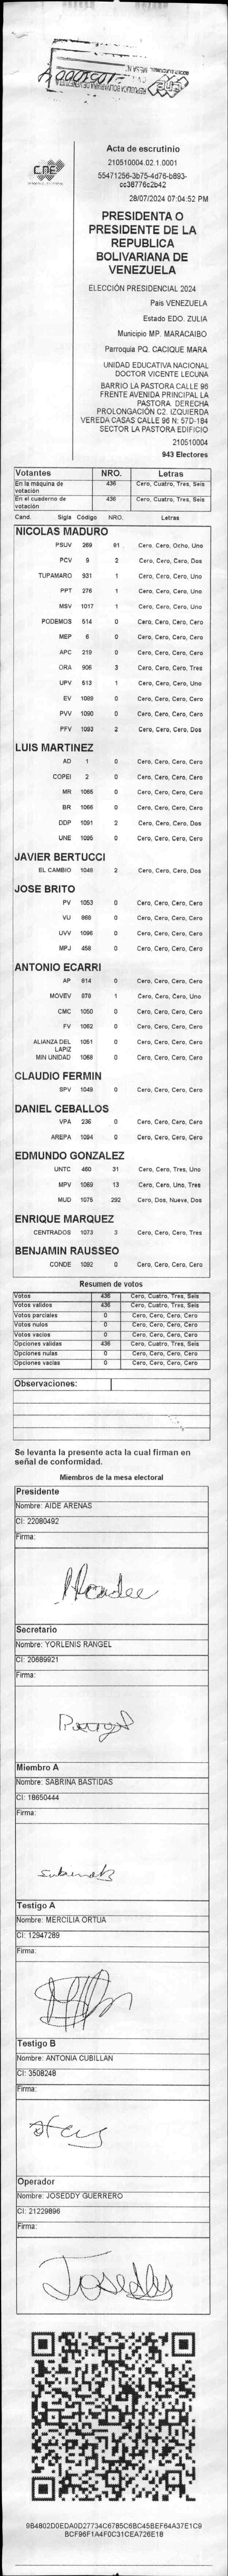 CNE
Acta de escrutinio
210510004.02.1.0001
55471256-3b75-4d76-b893-
cc36776c2b42
28/07/2024 07:04:52 PM
PRESIDENTA O
PRESIDENTE DE LA
REPUBLICA
BOLIVARIANA DE
VENEZUELA
ELECCIÓN PRESIDENCIAL 2024
País VENEZUELA
Estado EDO. ZULIA
Municipio MP. MARACAIBO
Parroquia PQ. CACIQUE MARA
UNIDAD EDUCATIVA NACIONAL
DOCTOR VICENTE LECUNA
BARRIO LA PASTORA CALLE 96
FRENTE AVENIDA PRINCIPAL LA
PASTORA. DERECHA
PROLONGACIÓN C2. IZQUIERDA
VEREDA CASAS CALLE 96 N: 57D-184
SECTOR LA PASTORA EDIFICIO
210510004
943 Electores
Votantes NRO. Letras
En la máquina de votación 436 Cero, Cuatro, Tres, Seis
En el cuaderno de votación 436 Cero, Cuatro, Tres, Seis
Cand. Sigla Código NRO. Letras
NICOLAS MADURO
PSUV 269 81 Cero, Cero, Ocho, Uno
PCV 9 2 Cero, Cero, Cero, Dos
TUPAMARO 931 1 Cero, Cero, Cero, Uno
PPT 276 1 Cero, Cero, Cero, Uno
MSV 1017 1 Cero, Cero, Cero, Uno
PODEMOS 514 0 Cero, Cero, Cero, Cero
MEP 6 0 Cero, Cero, Cero, Cero
APC 219 0 Cero, Cero, Cero, Cero
ORA 906 3 Cero, Cero, Cero, Tres
UPV 613 1 Cero, Cero, Cero, Uno
EV 1089 0 Cero, Cero, Cero, Cero
PVV 1090 0 Cero, Cero, Cero, Cero
PFV 1093 2 Cero, Cero, Cero, Dos
LUIS MARTINEZ
AD 1 0 Cero, Cero, Cero, Cero
COPEI 2 0 Cero, Cero, Cero, Cero
MR 1065 0 Cero, Cero, Cero, Cero
BR 1066 0 Cero, Cero, Cero, Cero
DDP 1091 2 Cero, Cero, Cero, Dos
UNE 1095 0 Cero, Cero, Cero, Cero
JAVIER BERTUCCI
EL CAMBIO 1048 2 Cero, Cero, Cero, Dos
JOSE BRITO
PV 1053 0 Cero, Cero, Cero, Cero
VU 868 0 Cero, Cero, Cero, Cero
UVV 1096 0 Cero, Cero, Cero, Cero
MPJ 458 0 Cero, Cero, Cero, Cero
ANTONIO ECARRI
AP 814 0 Cero, Cero, Cero, Cero
MOVEV 879 1 Cero, Cero, Cero, Uno
CMC 1050 0 Cero, Cero, Cero, Cero
FV 1062 0 Cero, Cero, Cero, Cero
ALIANZA DEL LAPIZ 1051 0 Cero, Cero, Cero, Cero
MIN UNIDAD 1068 0 Cero, Cero, Cero, Cero
CLAUDIO FERMIN
SPV 1049 0 Cero, Cero, Cero, Cero
DANIEL CEBALLOS
VPA 236 0 Cero, Cero, Cero, Cero
AREPA 1094 0 Cero, Cero, Cero, Cero
EDMUNDO GONZALEZ
UNTC 460 31 Cero, Cero, Tres, Uno
MPV 1069 13 Cero, Cero, Uno, Tres
MUD 1075 292 Cero, Dos, Nueve, Dos
ENRIQUE MARQUEZ
CENTRADOS 1073 3 Cero, Cero, Cero, Tres
BENJAMIN RAUSSEO
CONDE 1092 0 Cero, Cero, Cero, Cero
Resumen de votos
Votos 436 Cero, Cuatro, Tres, Seis
Votos validos 436 Cero, Cuatro, Tres, Seis
Votos parciales 0 Cero, Cero, Cero, Cero
Votos nulos 0 Cero, Cero, Cero, Cero
Votos vacios 0 Cero, Cero, Cero, Cero
Opciones validas 436 Cero, Cuatro, Tres, Seis
Opciones nulas 0 Cero, Cero, Cero, Cero
Opciones vacias 0 Cero, Cero, Cero, Cero
Observaciones:
Se levanta la presente acta la cual firman en
señal de conformidad.
Miembros de la mesa electoral
Presidente
Nombre: AIDE ARENAS
CI: 22080492
Firma:
Secretario
Nombre: YORLENIS RANGEL
CI: 20689921
Firma:
Miembro A
Nombre: SABRINA BASTIDAS
CI: 18650444
Firma:
Testigo A
Nombre: MERCILIA ORTUA
CI: 12947289
Firma:
Testigo B
Nombre: ANTONIA CUBILLAN
CI: 3508248
Firma:
Operador
Nombre: JOSEDDY GUERRERO
CI: 21229896
Firma:
Joseddy
9B4802D0EDA0D27734C6785C6BC45BEF64A37E1C9
BCF96F1A4F0C31CEA726E18